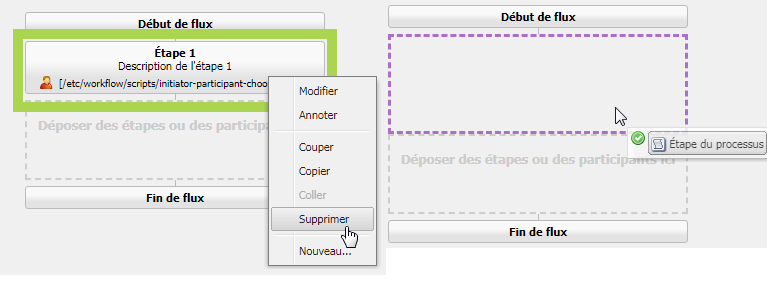 Début de flux
Étape 1
Description de l'étape 1
[/etc/workflow/scripts/initiator-participant-choo
Déposer des étapes ou des particip
Fin de flux
Modifier
Annoter
Couper
Copier
Coller
Supprimer
Nouveau...
Début de flux
Étape du processus
Déposer des étapes ou des participants ici
Fin de flux